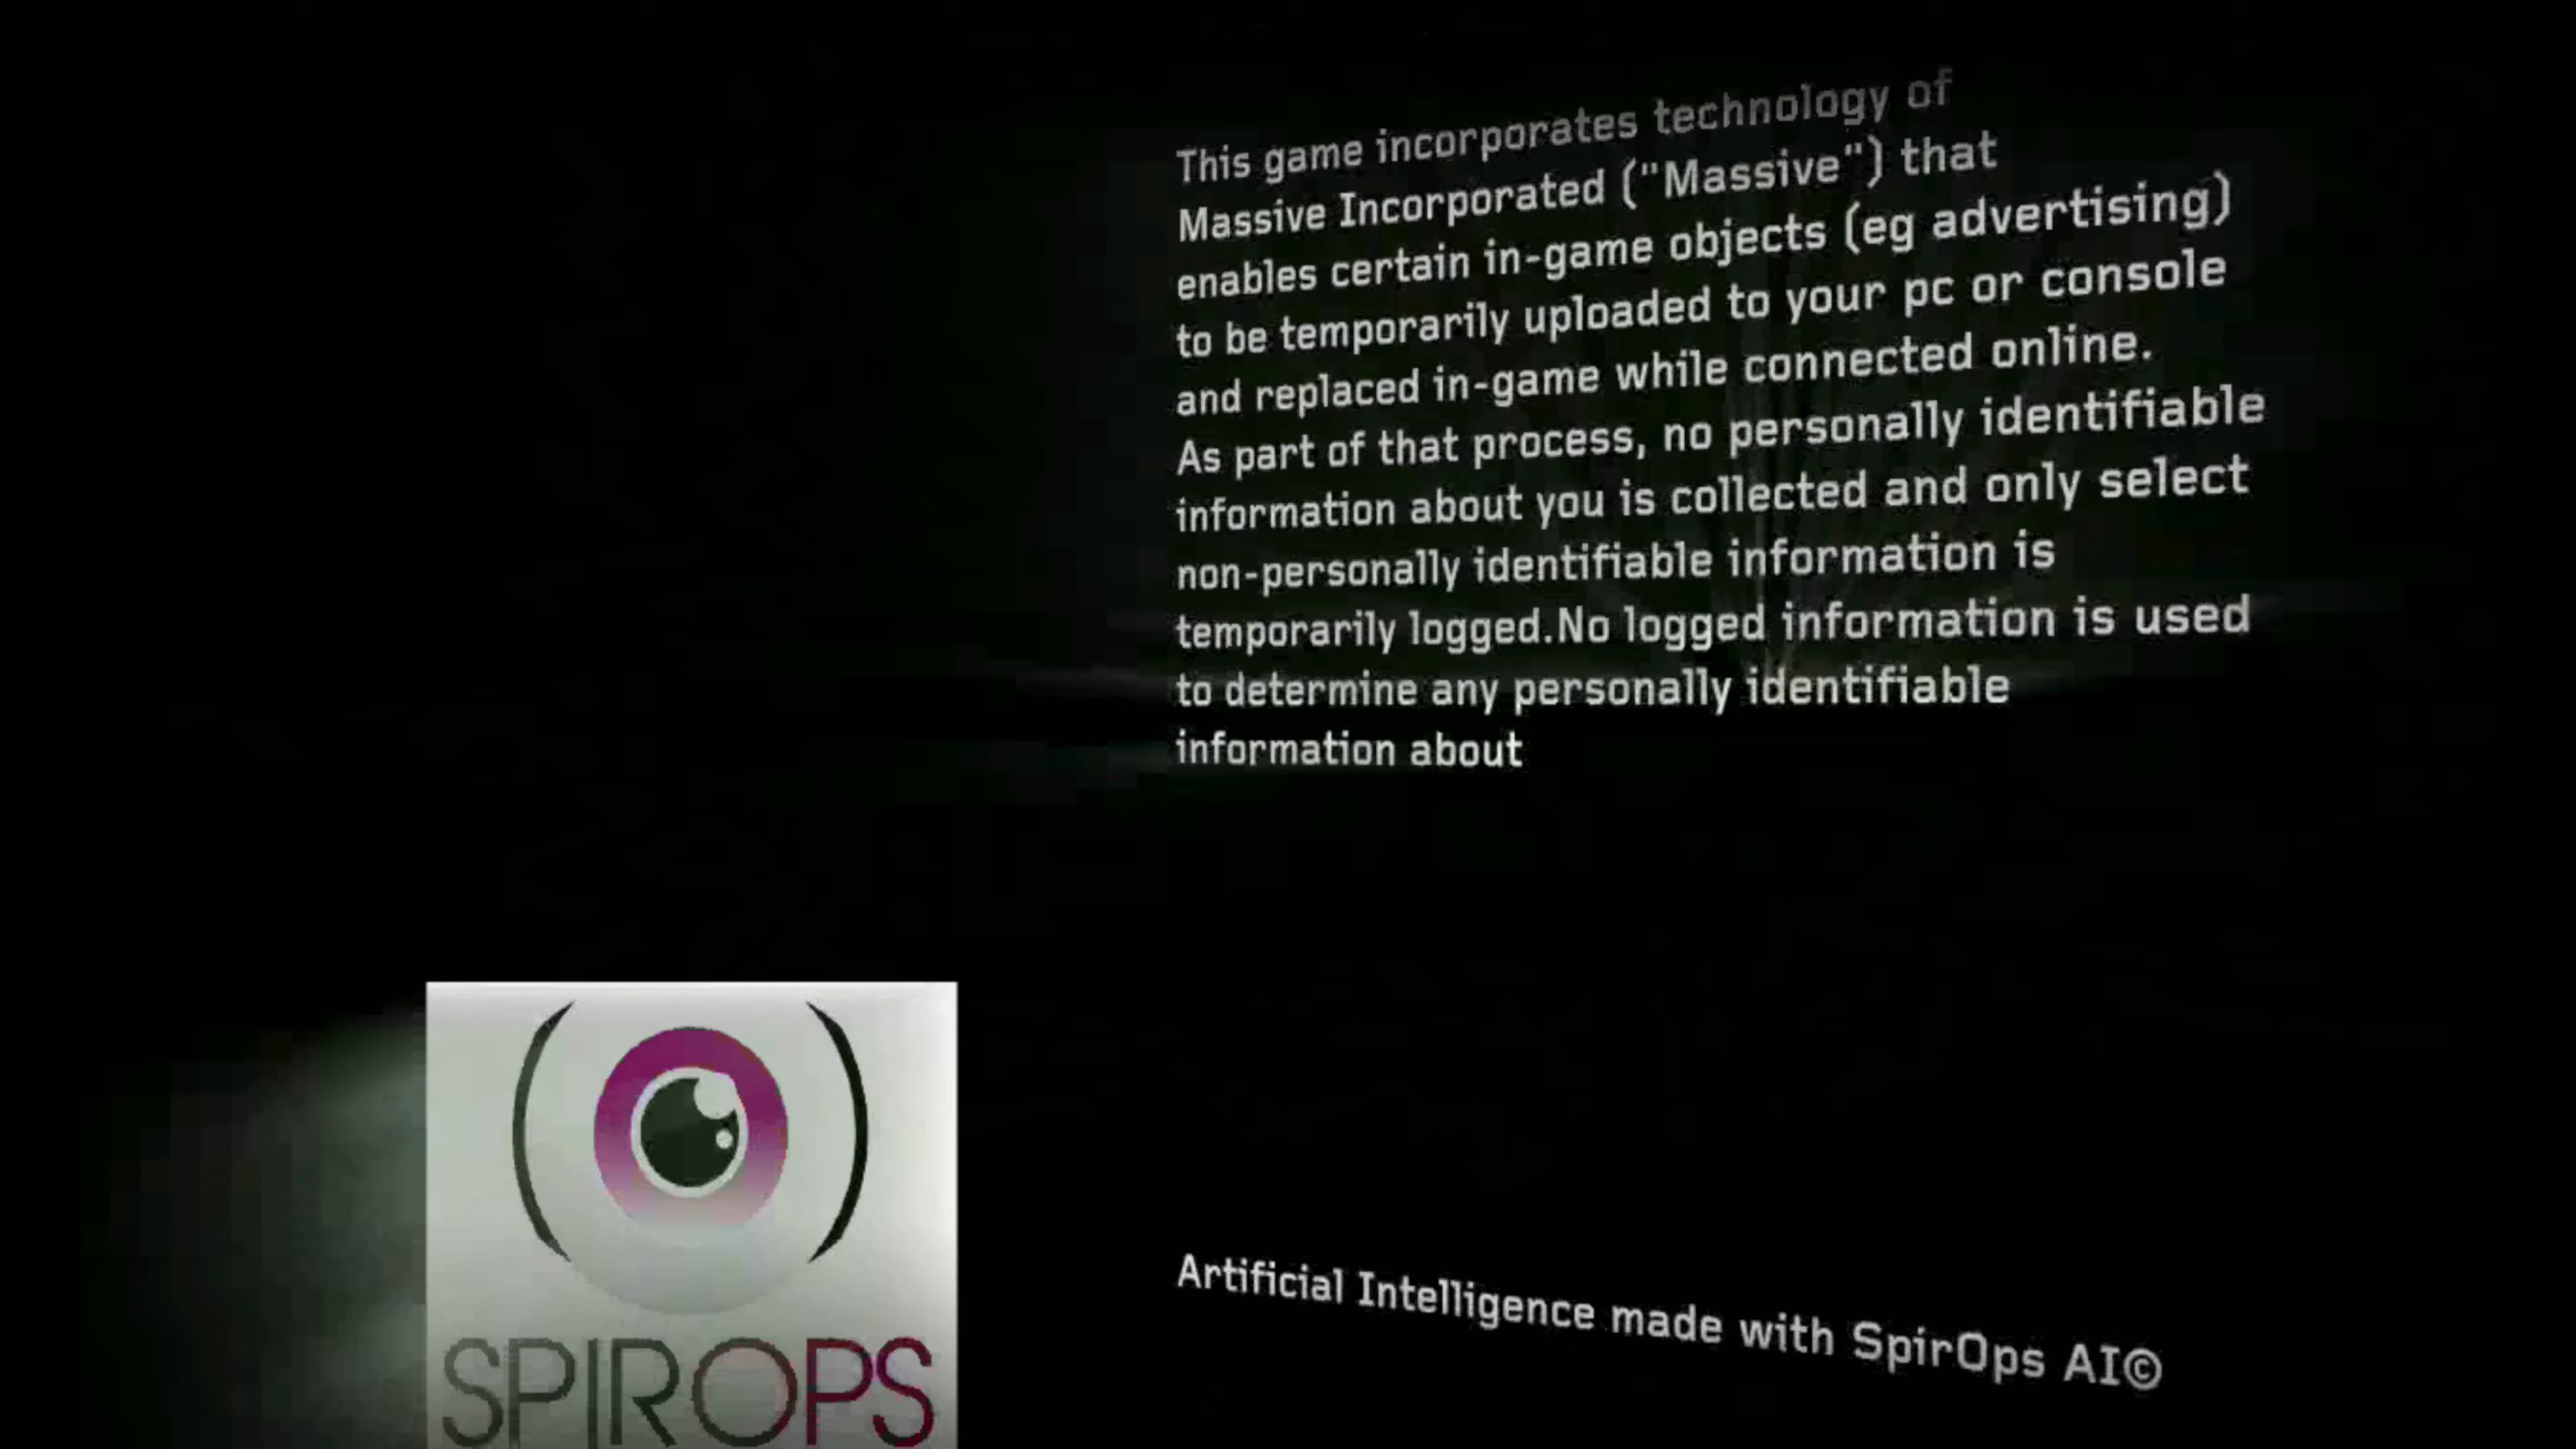 This game incorporates technology of
Massive Incorporated ("Massive") that
enables certain in-game objects (eg advertising)
to be temporarily uploaded to your pc or console
and replaced in-game while connected online.
As part of that process, no personally identifiable
information about you is collected and only select
non-personally identifiable information is
temporarily logged.No logged information is used
to determine any personally identifiable
information about
SPIROPS
Artificial Intelligence made with SpirOps AI©